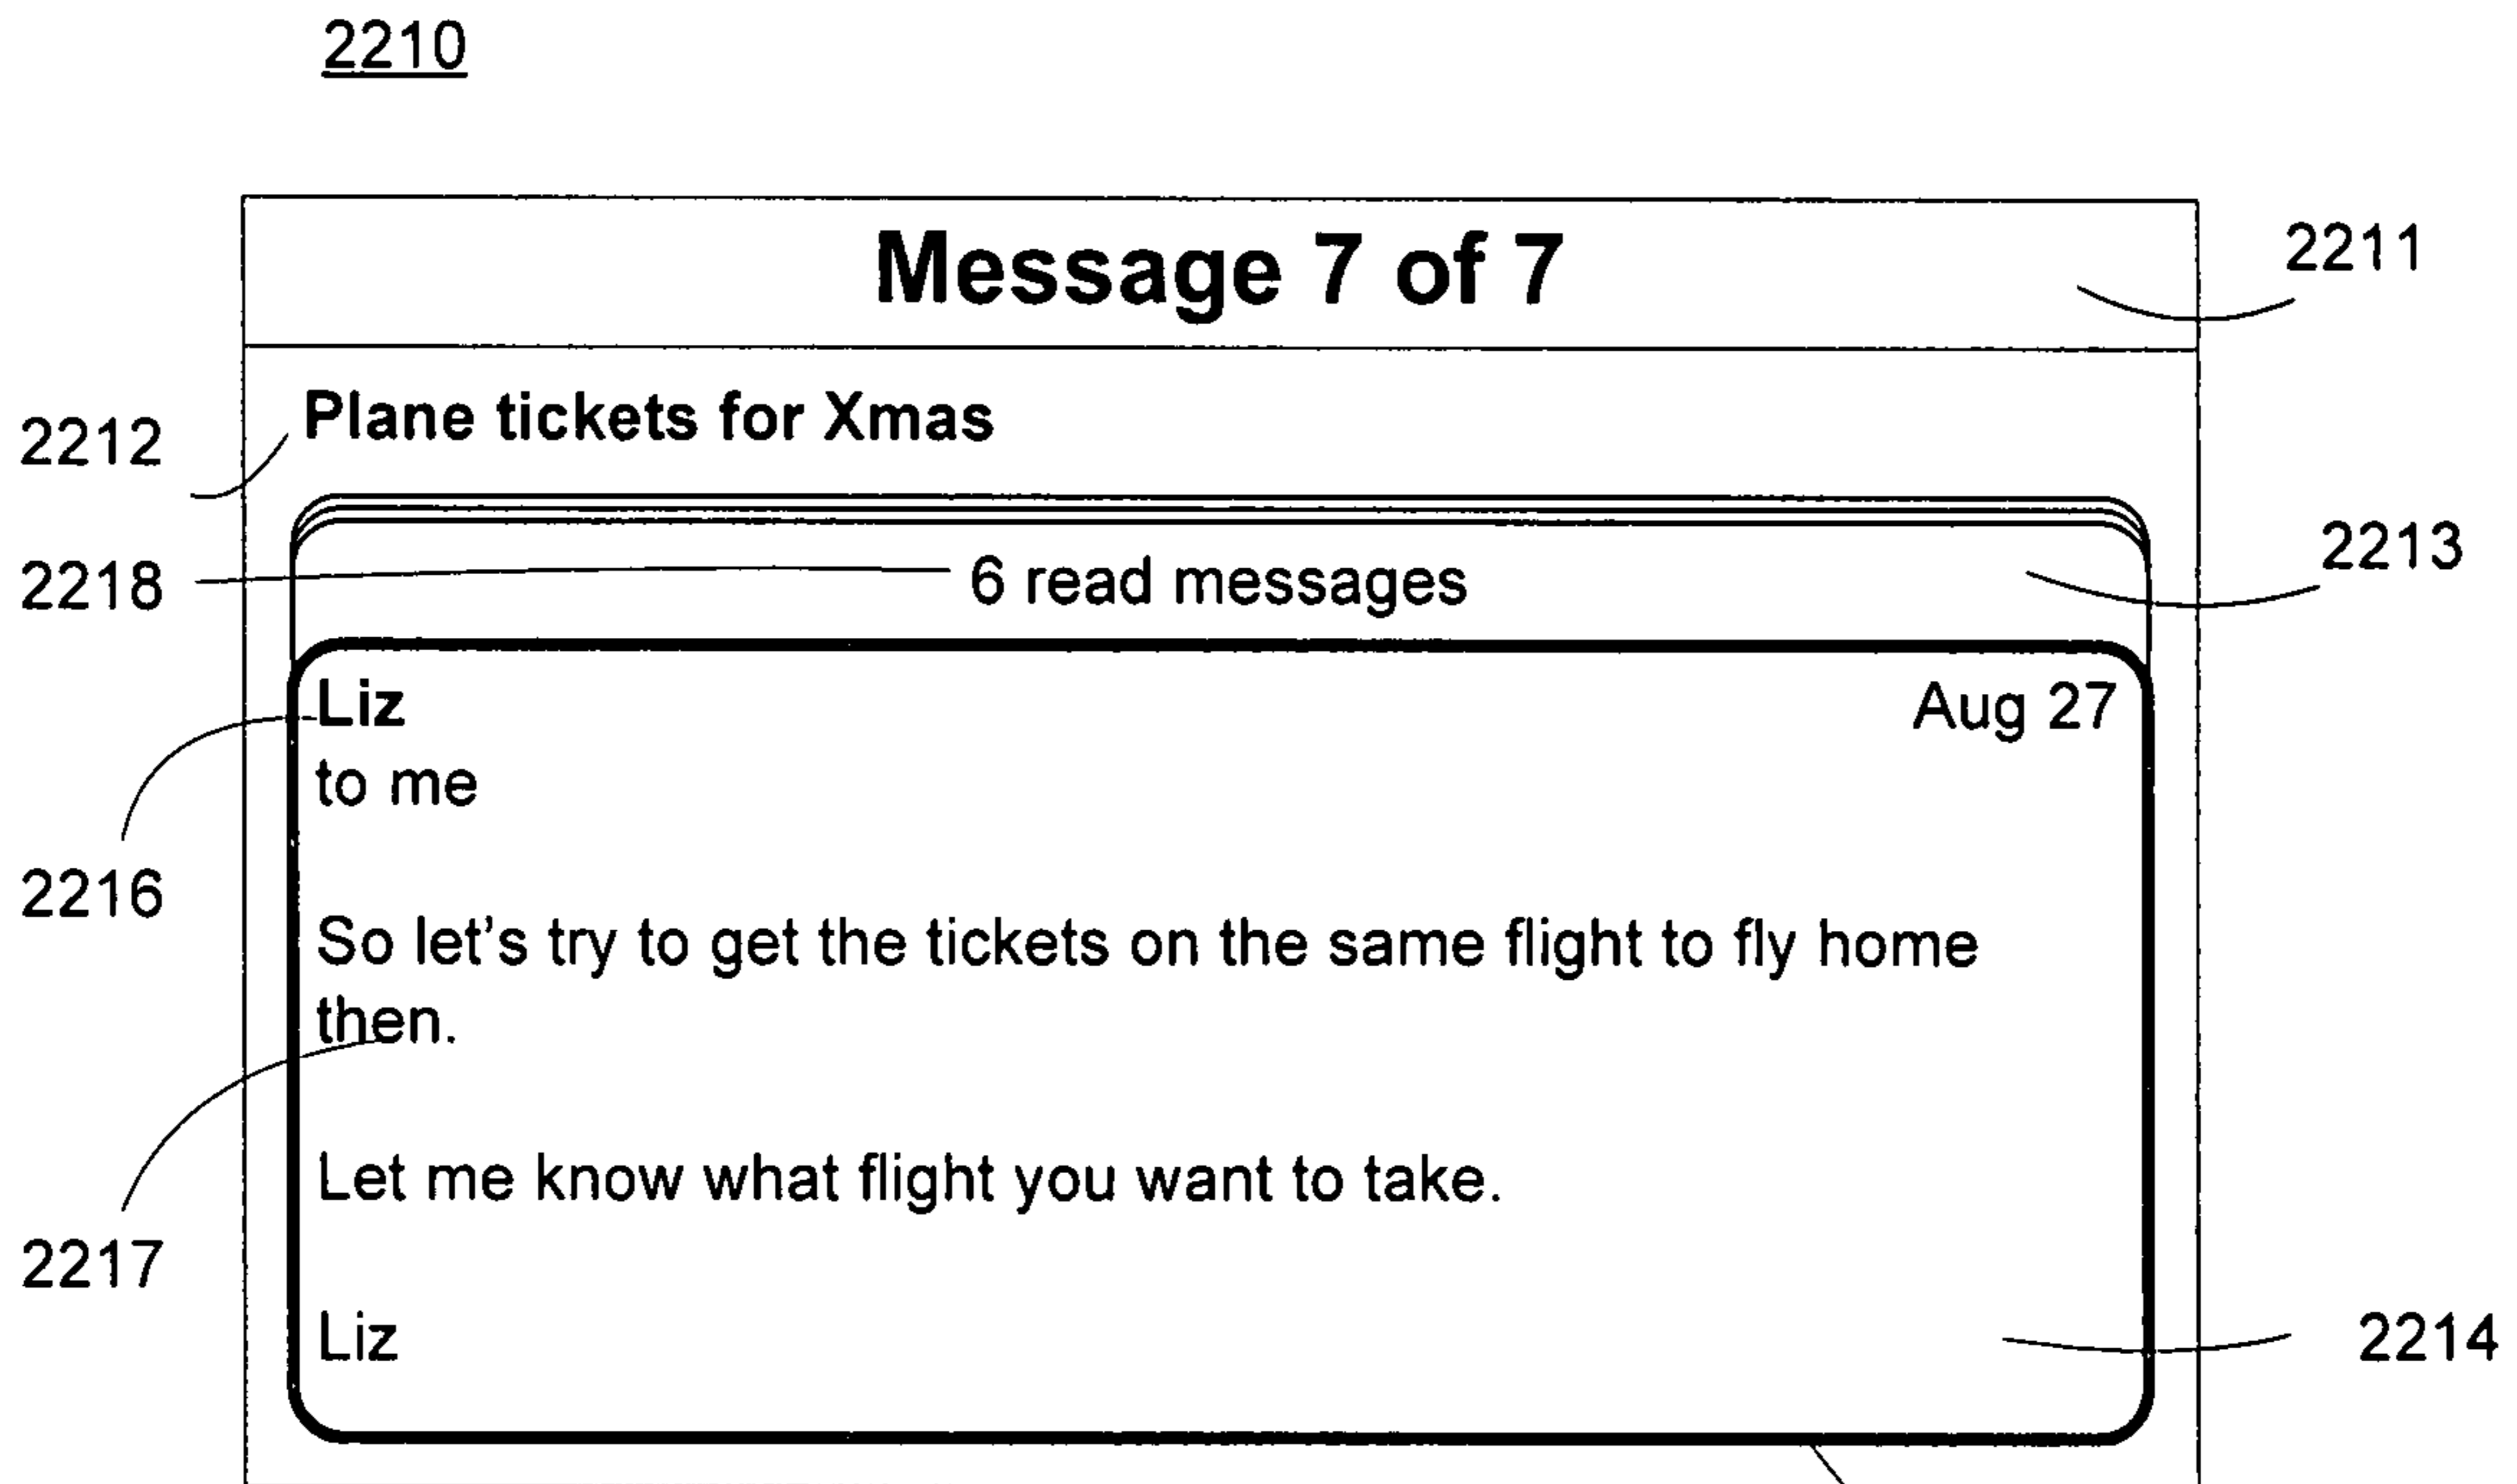 2210
Message 7 of 7
2211
Plane tickets for Xmas
2212
2213
2218
6 read messages
Liz
Aug 27
to me
2216
So let's try to get the tickets on the same flight to fly home
then.
Let me know what flight you want to take.
2217
Liz
2214